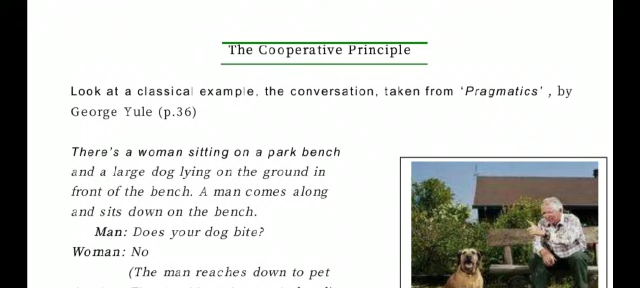 The Cooperative Principle
Look at a classical example, the conversation, taken from ‘Pragmatics’ , by
George Yule (p.36)
There’s a woman sitting on a park bench
and a large dog lying on the ground in
front of the bench. A man comes along
and sits down on the bench.
Man: Does your dog bite?
Woman: No
(The man reaches down to pet